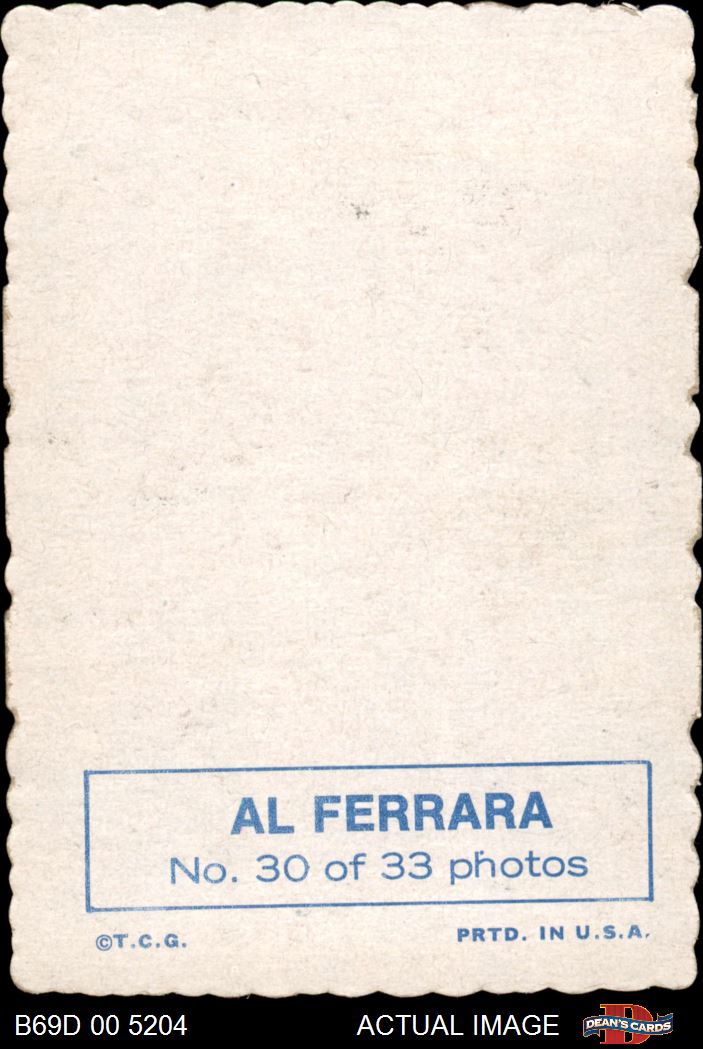 AL FERRARA
No. 30 of 33 photos
©T.C.G.
PRTD. IN U.S.A.
B69D 00 5204
ACTUAL IMAGE
DEAN'S CARDS